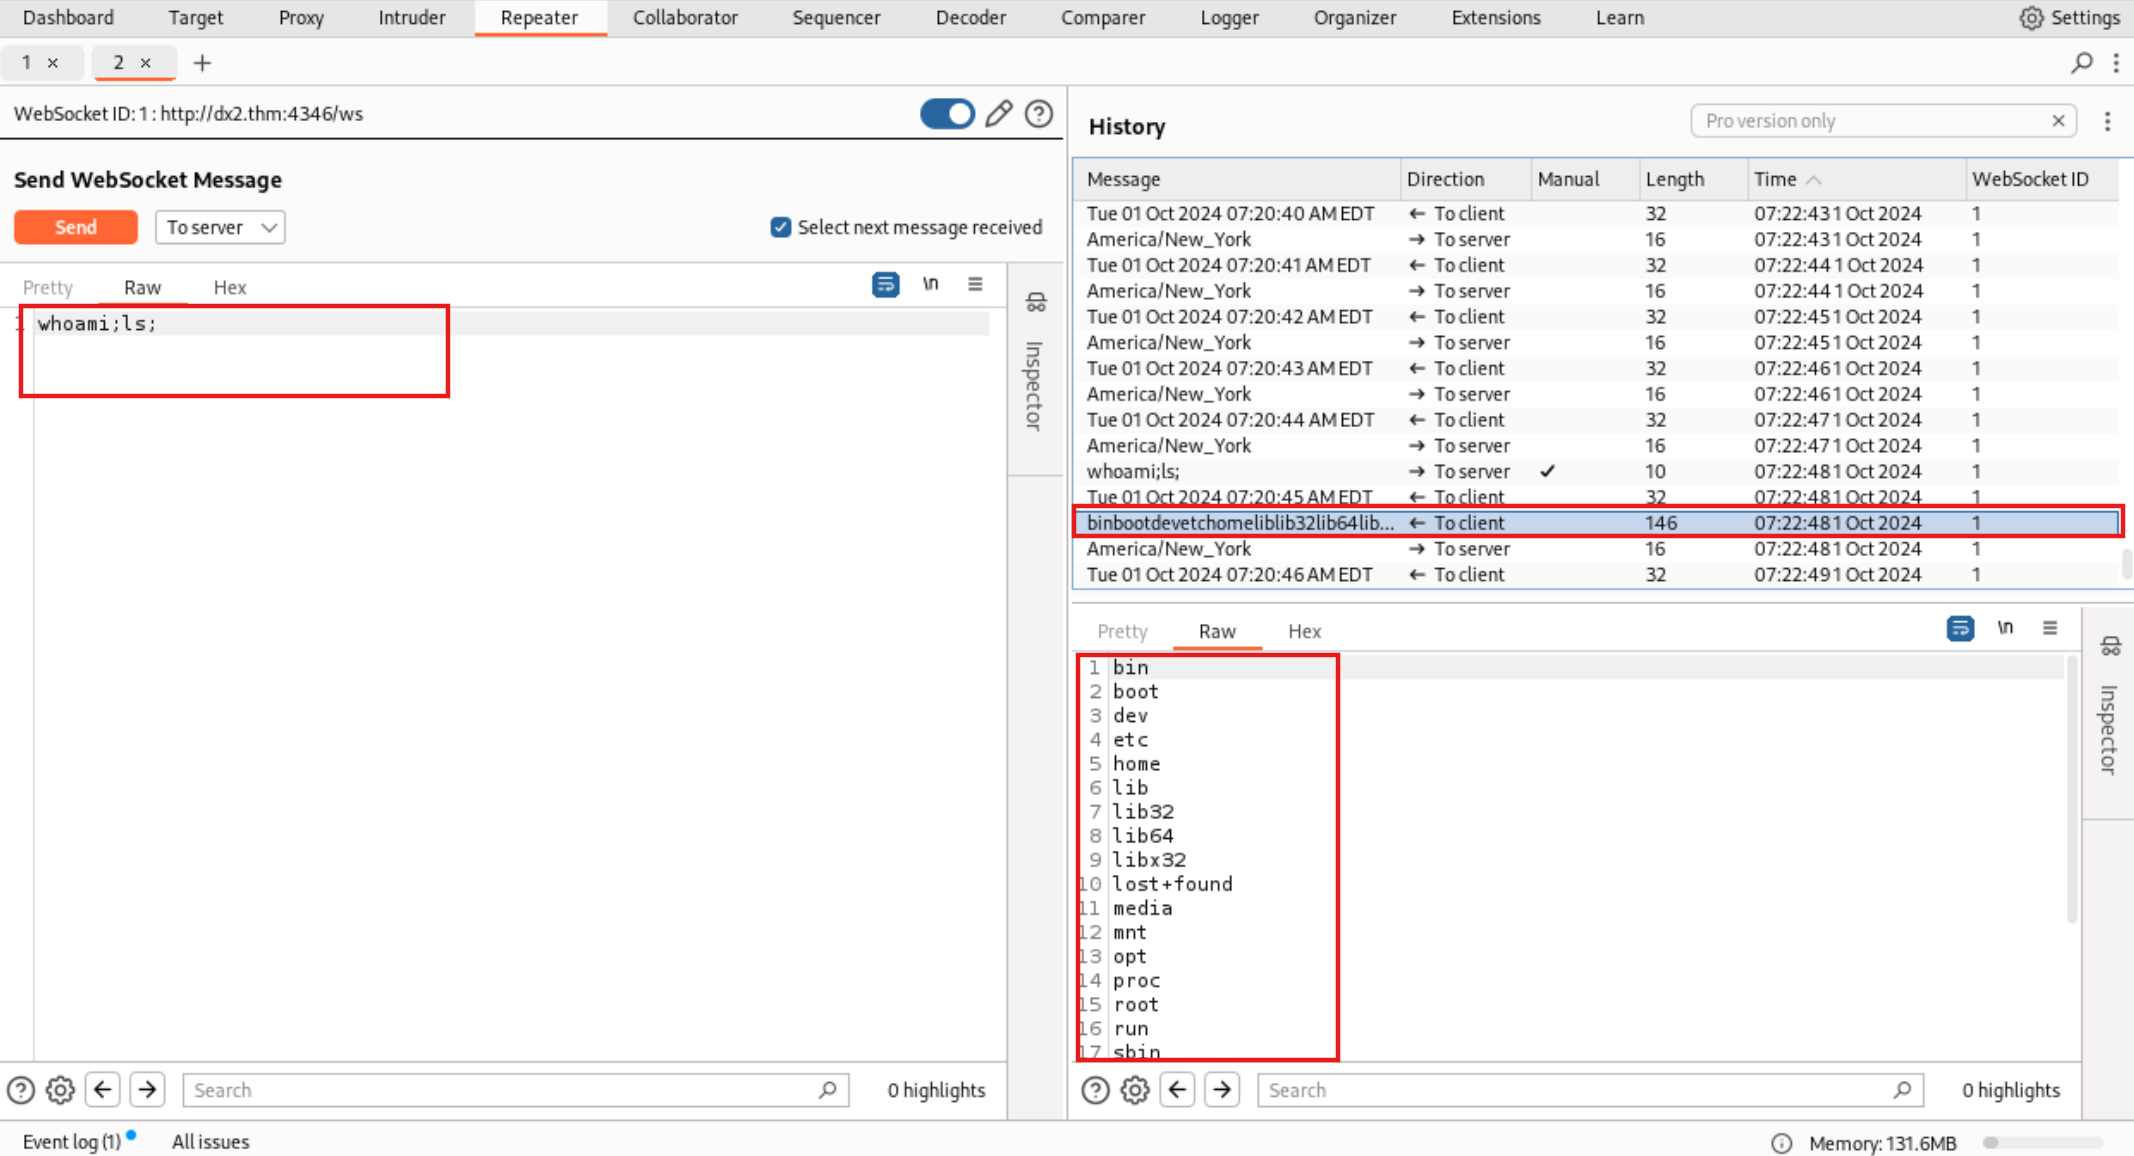 Dashboard Target Proxy Intruder Repeater Collaborator Sequencer Decoder Comparer Logger Organizer Extensions Learn Settings
1 × 2 × +
WebSocket ID: 1 : http://dx2.thm:4346/ws
Send WebSocket Message
Send To server Select next message received
Pretty Raw Hex \n
1 whoami;ls;
Inspector
Search 0 highlights
History
Pro version only
Message Direction Manual Length Time WebSocket ID
Tue 01 Oct 2024 07:20:40 AM EDT ← To client 32 07:22:43 1 Oct 2024 1
America/New_York → To server 16 07:22:43 1 Oct 2024 1
Tue 01 Oct 2024 07:20:41 AM EDT ← To client 32 07:22:44 1 Oct 2024 1
America/New_York → To server 16 07:22:44 1 Oct 2024 1
Tue 01 Oct 2024 07:20:42 AM EDT ← To client 32 07:22:45 1 Oct 2024 1
America/New_York → To server 16 07:22:45 1 Oct 2024 1
Tue 01 Oct 2024 07:20:43 AM EDT ← To client 32 07:22:46 1 Oct 2024 1
America/New_York → To server 16 07:22:46 1 Oct 2024 1
Tue 01 Oct 2024 07:20:44 AM EDT ← To client 32 07:22:47 1 Oct 2024 1
America/New_York → To server 16 07:22:47 1 Oct 2024 1
whoami;ls; → To server ✓ 10 07:22:48 1 Oct 2024 1
Tue 01 Oct 2024 07:20:45 AM EDT ← To client 32 07:22:48 1 Oct 2024 1
binbootdevetchomeliblib32lib64lib... ← To client 146 07:22:48 1 Oct 2024 1
America/New_York → To server 16 07:22:48 1 Oct 2024 1
Tue 01 Oct 2024 07:20:46 AM EDT ← To client 32 07:22:49 1 Oct 2024 1
Pretty Raw Hex \n
1 bin
2 boot
3 dev
4 etc
5 home
6 lib
7 lib32
8 lib64
9 libx32
10 lost+found
11 media
12 mnt
13 opt
14 proc
15 root
16 run
17 sbin
Inspector
Search 0 highlights
Event log (1) All issues Memory: 131.6MB